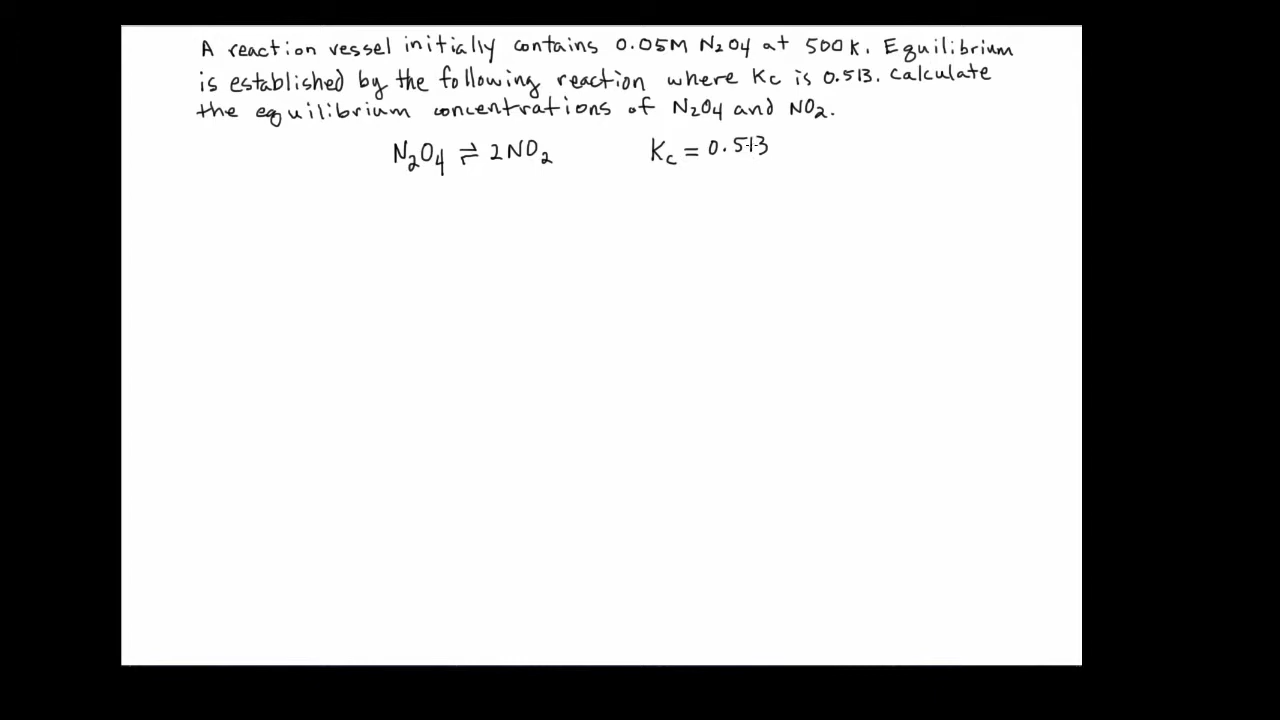 A reaction vessel initially contains 0.05M N₂O₄ at 500K. Equilibrium
is established by the following reaction where Kc is 0.513. Calculate
the equilibrium concentrations of N₂O₄ and NO₂.
N₂O₄ ⇌ 2NO₂ Kc = 0.513